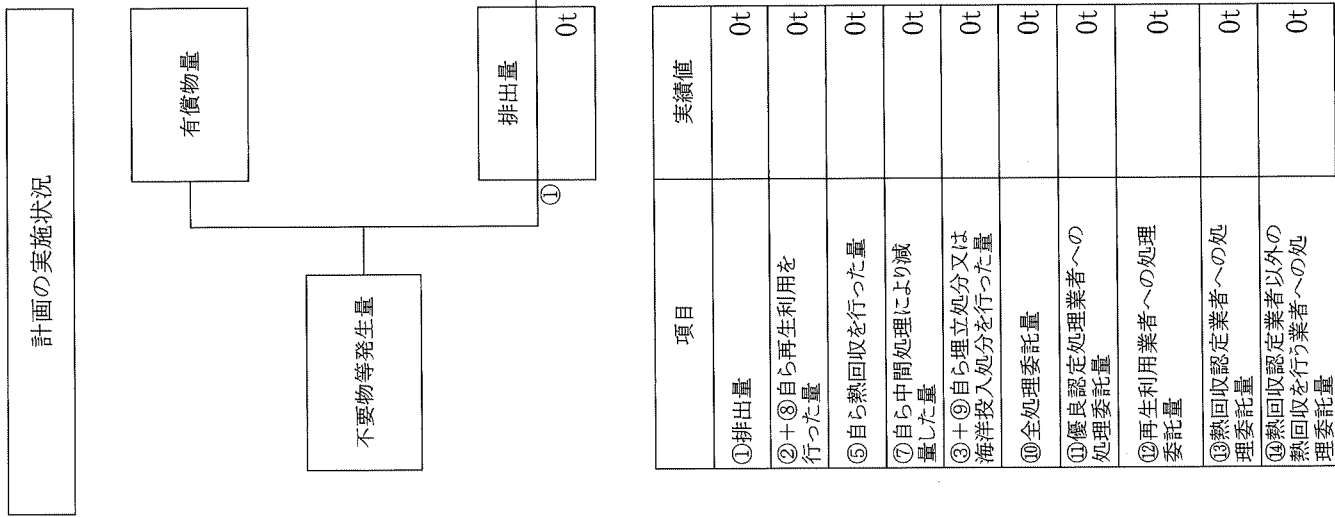 計画の実施状況
有償物量
不要物等発生量
①
排出量
0t
項目
実績値
①排出量
0t
②+⑧自ら再生利用を
行った量
0t
⑤自ら熱回収を行った量
0t
⑦自ら中間処理により減
量した量
0t
③+⑨自ら埋立処分又は
海洋投入処分を行った量
0t
⑩全処理委託量
0t
⑪優良認定処理業者への
処理委託量
0t
⑫再生利用業者への処理
委託量
0t
⑬熱回収認定業者への処
理委託量
0t
⑭熱回収認定業者以外の
熱回収を行う業者への処
理委託量
0t